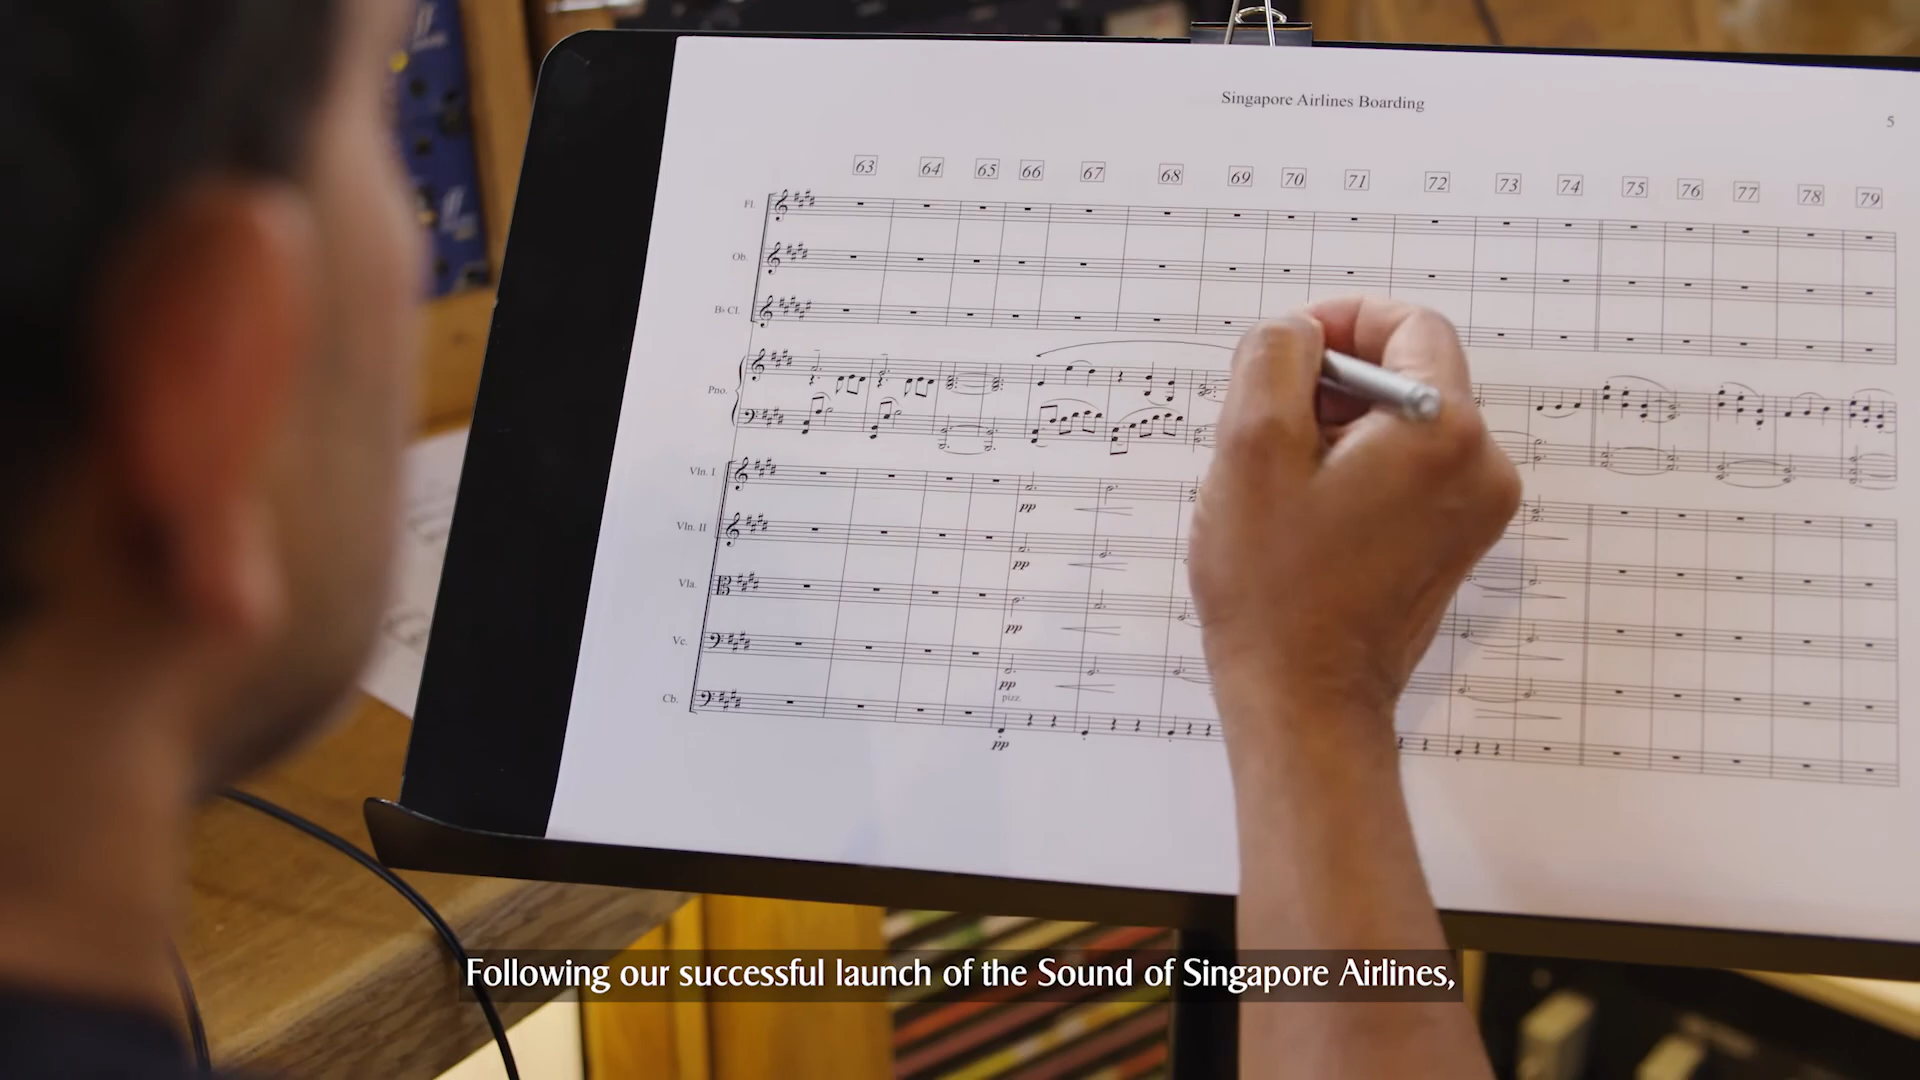 Singapore Airlines Boarding
5
63 64 65 66 67 68 69 70 71 72 73 74 75 76 77 78 79
Fl.
Ob.
B♭ Cl.
Pno.
Vln. I
pp
Vln. II
pp
Vla.
pp
Vc.
pp
pizz.
Cb.
pp
Following our successful launch of the Sound of Singapore Airlines,